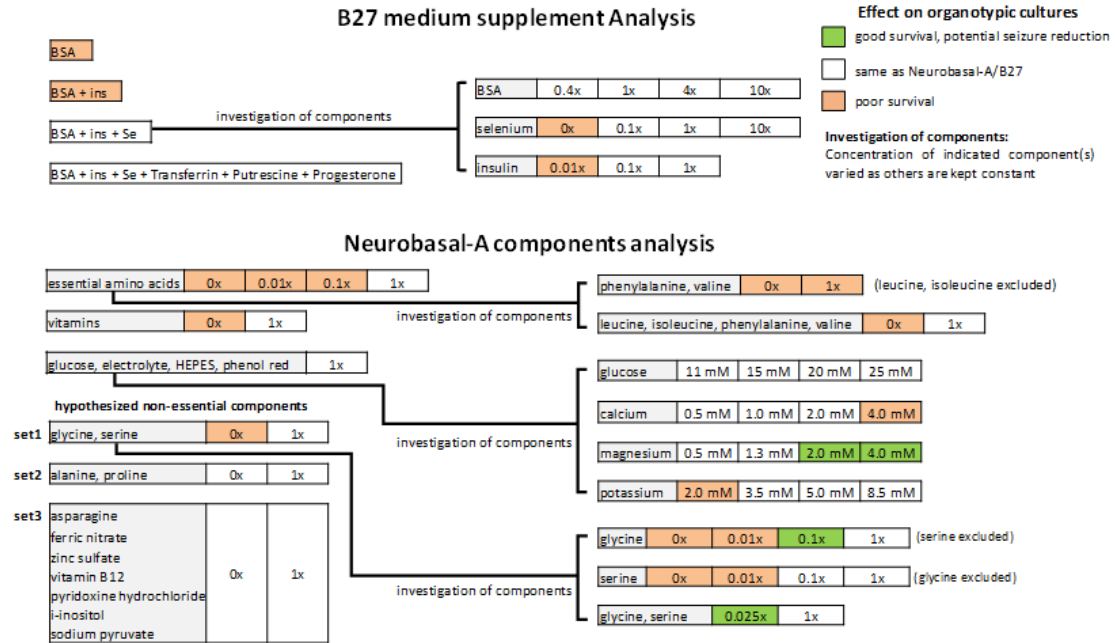 B27 medium supplement Analysis
Effect on organotypic cultures
good survival, potential seizure reduction
same as Neurobasal-A/B27
poor survival
Investigation of components:
Concentration of indicated component(s)
varied as others are kept constant
BSA
BSA + ins
BSA + ins + Se
BSA + ins + Se + Transferrin + Putrescine + Progesterone
investigation of components
BSA 0.4x 1x 4x 10x
selenium 0x 0.1x 1x 10x
insulin 0.01x 0.1x 1x
Neurobasal-A components analysis
essential amino acids 0x 0.01x 0.1x 1x
vitamins 0x 1x
glucose, electrolyte, HEPES, phenol red 1x
investigation of components
phenylalanine, valine 0x 1x (leucine, isoleucine excluded)
leucine, isoleucine, phenylalanine, valine 0x 1x
hypothesized non-essential components
set1 glycine, serine 0x 1x
set2 alanine, proline 0x 1x
set3 asparagine
ferric nitrate
zinc sulfate
vitamin B12 0x 1x
pyridoxine hydrochloride
i-inositol
sodium pyruvate
investigation of components
glucose 11 mM 15 mM 20 mM 25 mM
calcium 0.5 mM 1.0 mM 2.0 mM 4.0 mM
magnesium 0.5 mM 1.3 mM 2.0 mM 4.0 mM
potassium 2.0 mM 3.5 mM 5.0 mM 8.5 mM
investigation of components
glycine 0x 0.01x 0.1x 1x (serine excluded)
serine 0x 0.01x 0.1x 1x (glycine excluded)
glycine, serine 0.025x 1x